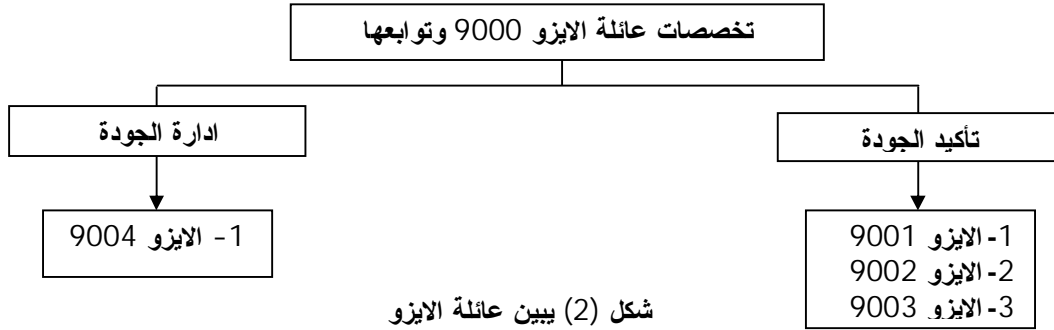 تخصصات عائلة الايزو 9000 وتوابعها
تأكيد الجودة
ادارة الجودة
1- الايزو 9001
2- الايزو 9002
3- الايزو 9003
1- الايزو 9004
شكل (2) يبين عائلة الايزو